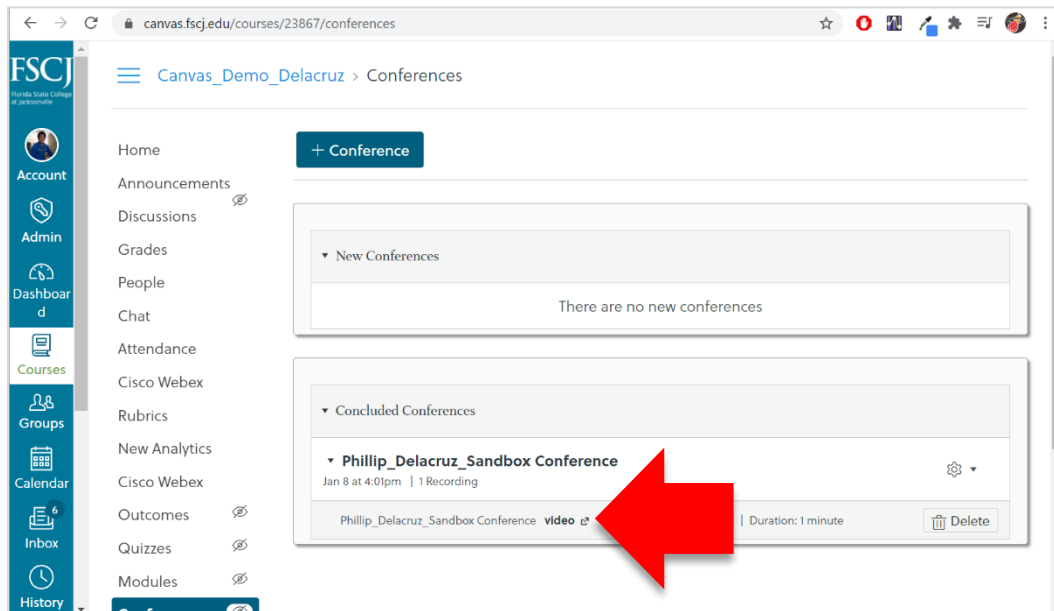 canvas.fscj.edu/courses/23867/conferences
FSCJ
Florida State College
at Jacksonville
Canvas_Demo_Delacruz > Conferences
Account
Admin
Dashboar
d
Courses
Groups
Calendar
6
Inbox
History
Home
Announcements
Discussions
Grades
People
Chat
Attendance
Cisco Webex
Rubrics
New Analytics
Cisco Webex
Outcomes
Quizzes
Modules
+ Conference
New Conferences
There are no new conferences
Concluded Conferences
Phillip_Delacruz_Sandbox Conference
Jan 8 at 4:01pm | 1 Recording
Phillip_Delacruz_Sandbox Conference video | Duration: 1 minute Delete